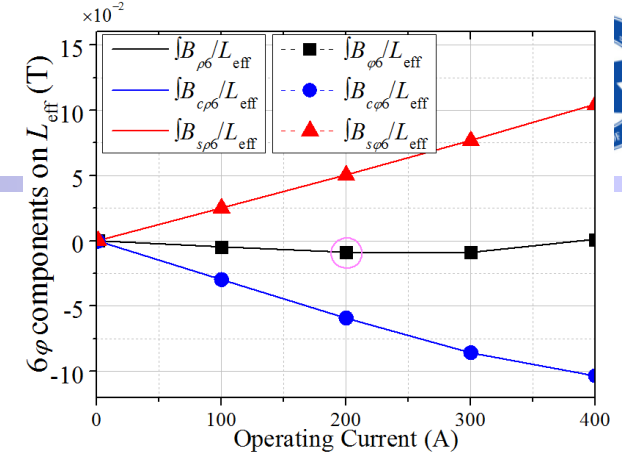 ×10⁻²
15
10
5
0
-5
-10
6φ components on L_eff (T)
∫B_ρ6/L_eff
∫B_cρ6/L_eff
∫B_sρ6/L_eff
∫B_φ6/L_eff
∫B_cφ6/L_eff
∫B_sφ6/L_eff
0 100 200 300 400
Operating Current (A)